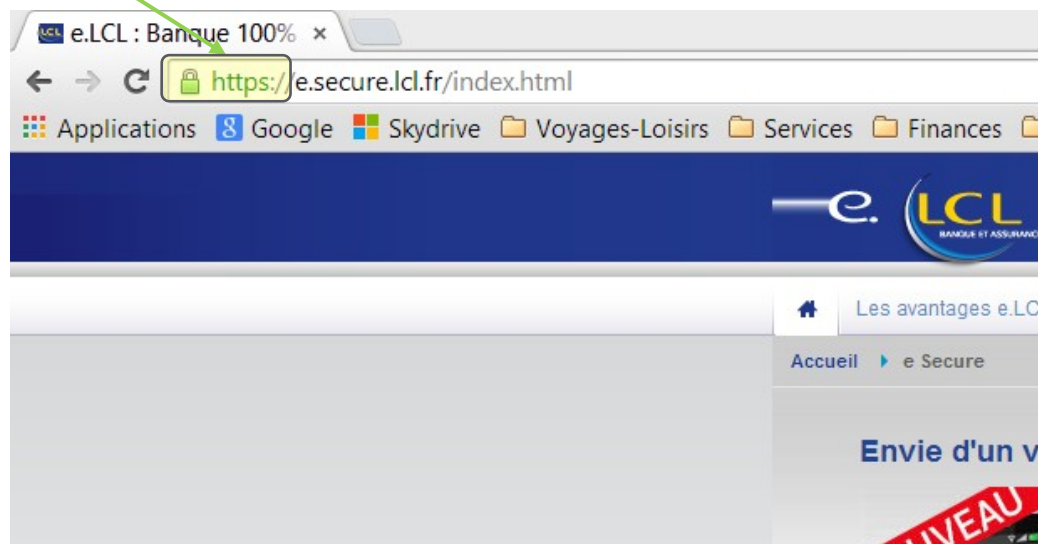 e.LCL : Banque 100%
https://e.secure.lcl.fr/index.html
Applications Google Skydrive Voyages-Loisirs Services Finances
e. LCL
BANQUE ET ASSURANC
Les avantages e.LC
Accueil e Secure
Envie d'un v
UVEAU